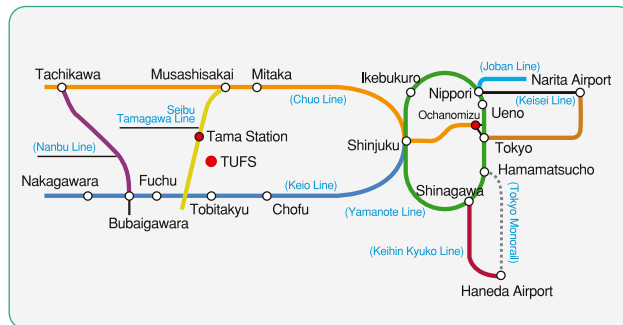 Tachikawa
Musashisakai
Mitaka
(Chuo Line)
Ikebukuro
(Joban Line)
Nippori
Narita Airport
(Keisei Line)
Ueno
Ochanomizu
Tokyo
Seibu
Tamagawa Line
Tama Station
TUFS
(Nanbu Line)
Shinjuku
Hamamatsucho
Nakagawara
Fuchu
(Keio Line)
Shinagawa
Bubaigawara
Tobitakyu
Chofu
(Yamanote Line)
(Tokyo Monorail)
(Keihin Kyuko Line)
Haneda Airport